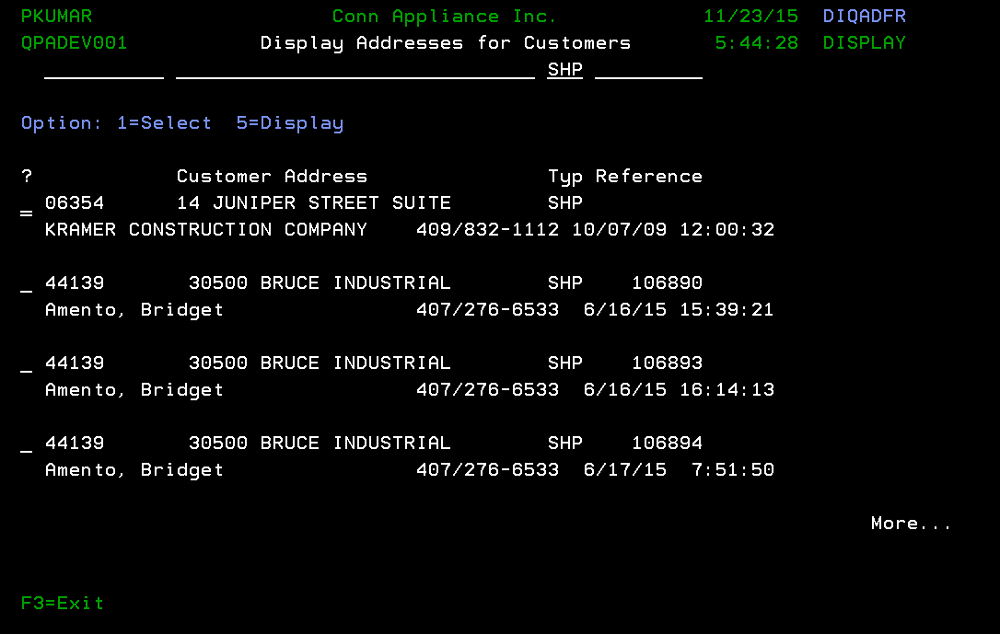 PKUMAR Conn Appliance Inc. 11/23/15 DIQADFR
QPADEV001 Display Addresses for Customers 5:44:28 DISPLAY
SHP
Option: 1=Select 5=Display
? Customer Address Typ Reference
06354 14 JUNIPER STREET SUITE SHP
KRAMER CONSTRUCTION COMPANY 409/832-1112 10/07/09 12:00:32
44139 30500 BRUCE INDUSTRIAL SHP 106890
Amento, Bridget 407/276-6533 6/16/15 15:39:21
44139 30500 BRUCE INDUSTRIAL SHP 106893
Amento, Bridget 407/276-6533 6/16/15 16:14:13
44139 30500 BRUCE INDUSTRIAL SHP 106894
Amento, Bridget 407/276-6533 6/17/15 7:51:50
More...
F3=Exit